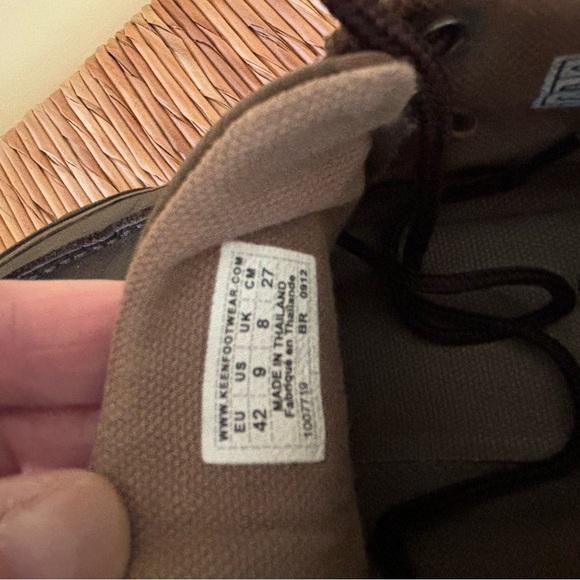 WWW.KEENFOOTWEAR.COM
EU US UK CM
42 9 8 27
MADE IN THAILAND
Fabriqué en Thaïlande
1007719 BR 0912